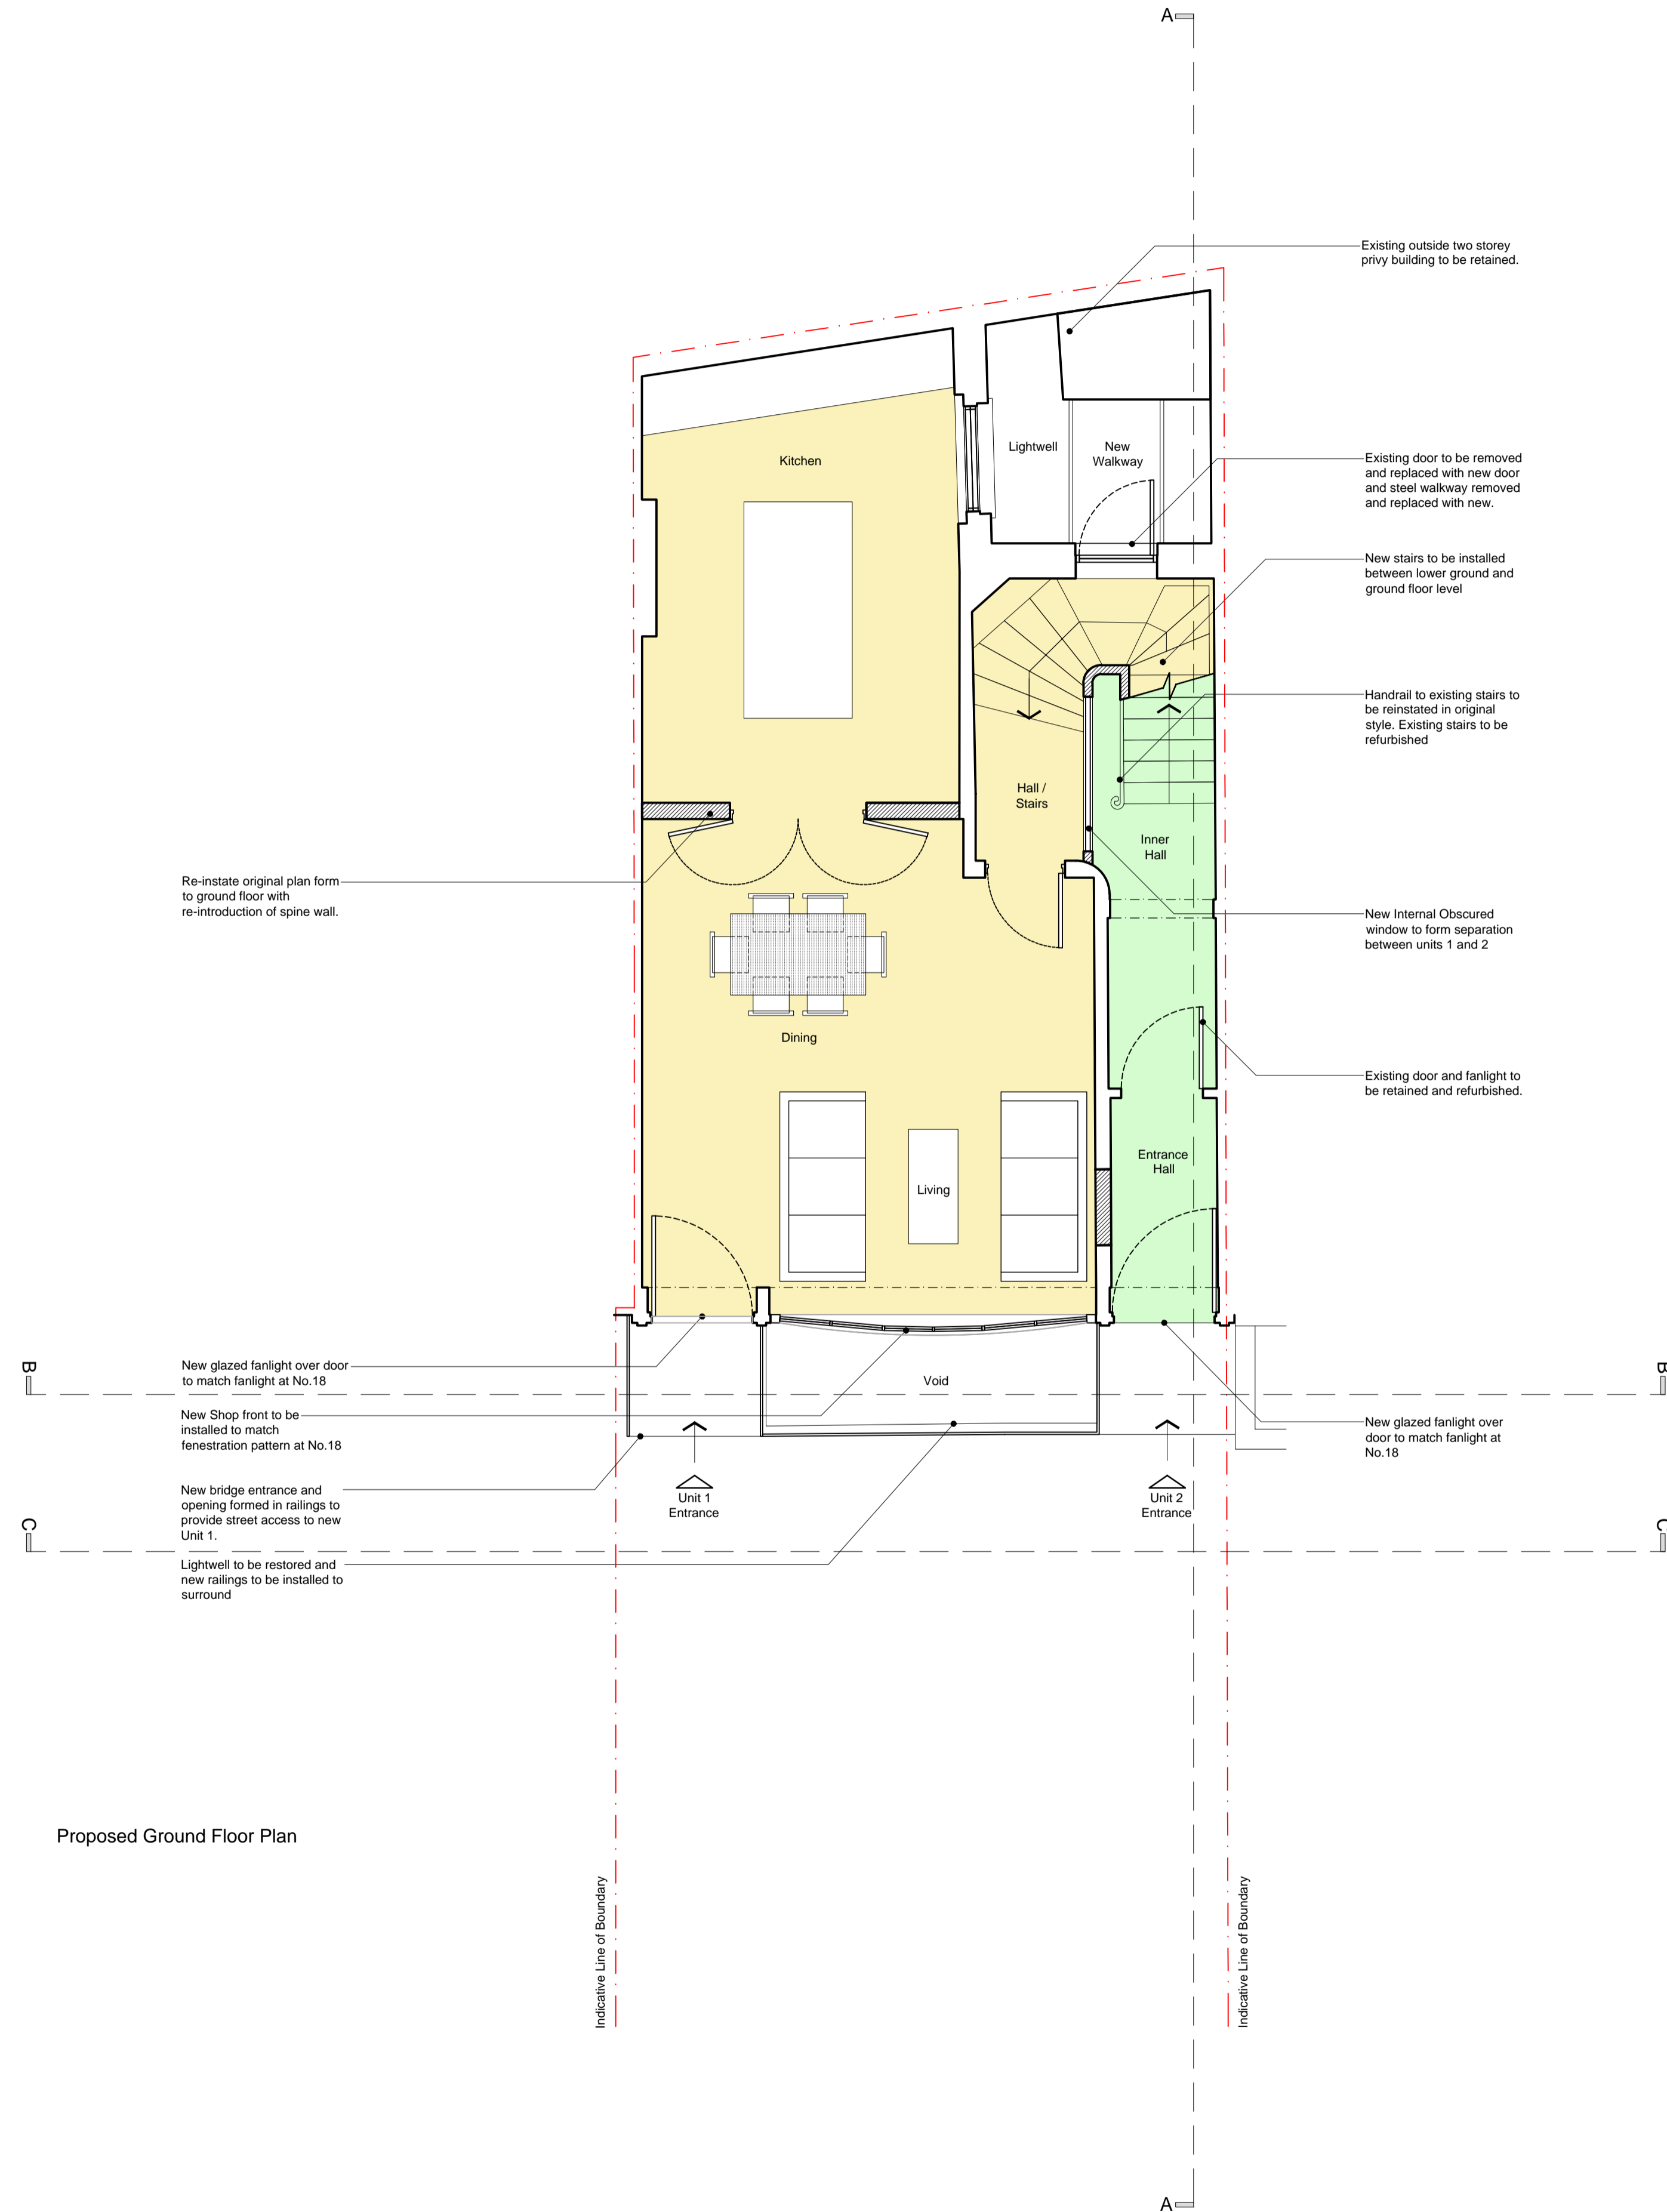 A
Existing outside two storey
privy building to be retained.
Kitchen
Lightwell
New
Walkway
Existing door to be removed
and replaced with new door
and steel walkway removed
and replaced with new.
New stairs to be installed
between lower ground and
ground floor level
Handrail to existing stairs to
be reinstated in original
style. Existing stairs to be
refurbished
Hall /
Stairs
Inner
Hall
Re-instate original plan form
to ground floor with
re-introduction of spine wall.
New Internal Obscured
window to form separation
between units 1 and 2
Dining
Existing door and fanlight to
be retained and refurbished.
Entrance
Hall
Living
B
New glazed fanlight over door
to match fanlight at No.18
Void
B
New Shop front to be
installed to match
fenestration pattern at No.18
New glazed fanlight over
door to match fanlight at
No.18
New bridge entrance and
opening formed in railings to
provide street access to new
Unit 1.
Unit 1
Entrance
Unit 2
Entrance
C
C
Lightwell to be restored and
new railings to be installed to
surround
Proposed Ground Floor Plan
Indicative Line of Boundary
Indicative Line of Boundary
A